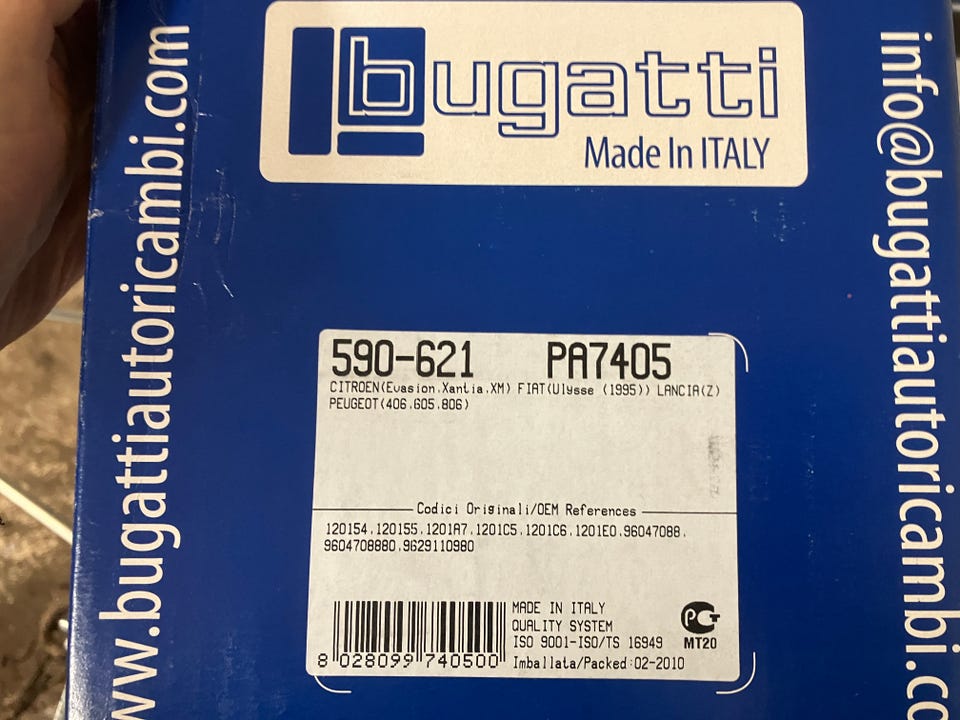 bugatti
Made In ITALY
www.bugattiautoricambi.com
info@bugattiautoricambi.co
590-621 PA7405
CITROEN(Evasion,Xantia,XM) FIAT(Ulysse (1995)) LANCIA(Z)
PEUGEOT(406,605,806)
Codici Originali/OEM References
120154,120155,1201A7,1201C5,1201C6,1201E0,96047088,
9604708880,9629110980
MADE IN ITALY
QUALITY SYSTEM
ISO 9001-ISO/TS 16949
Imballata/Packed:02-2010
8 028099 740500
PCT
MT20